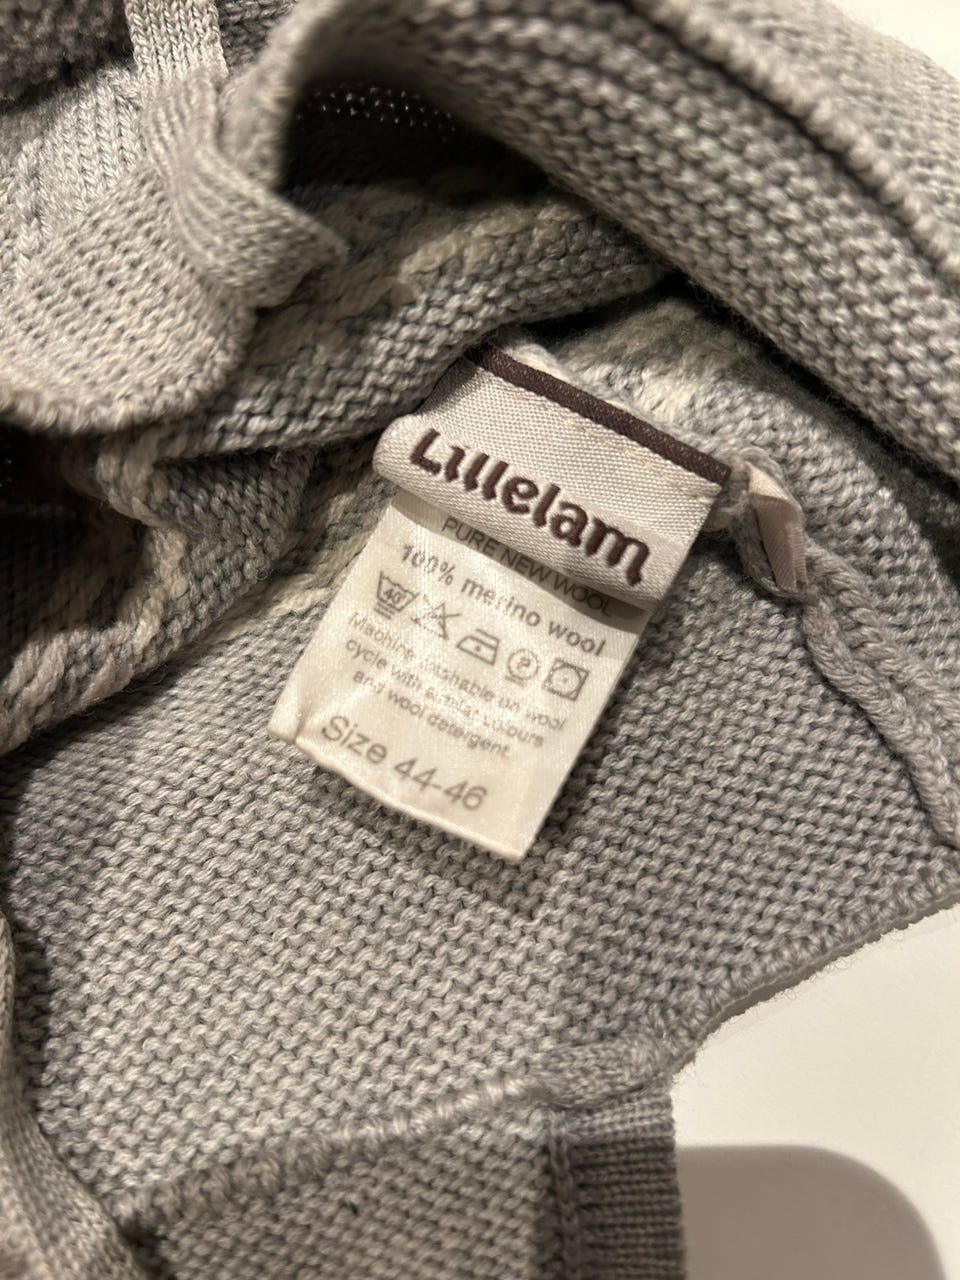 Lillelam
PURE NEW WOOL
100% merino wool
40
Machine washable on wool
cycle with similar colours
and wool detergent.
Size 44-46